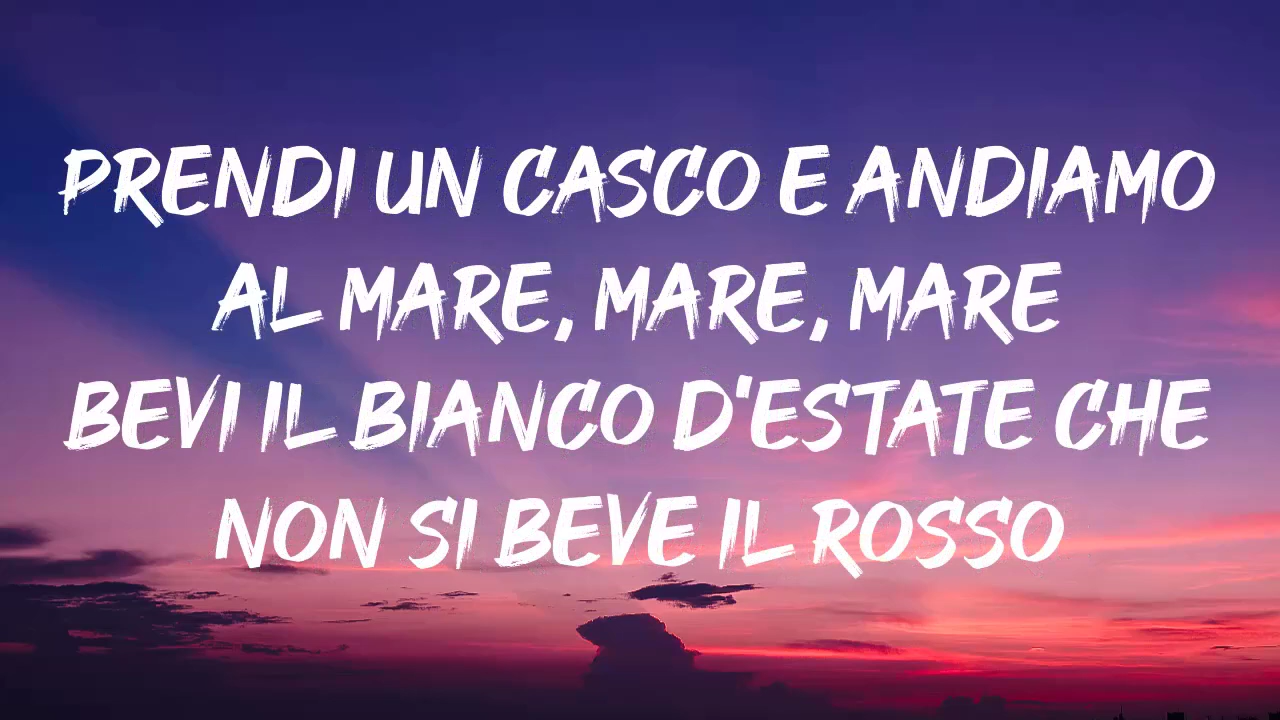 PRENDI UN CASCO E ANDIAMO
AL MARE, MARE, MARE
BEVI IL BIANCO D'ESTATE CHE
NON SI BEVE IL ROSSO